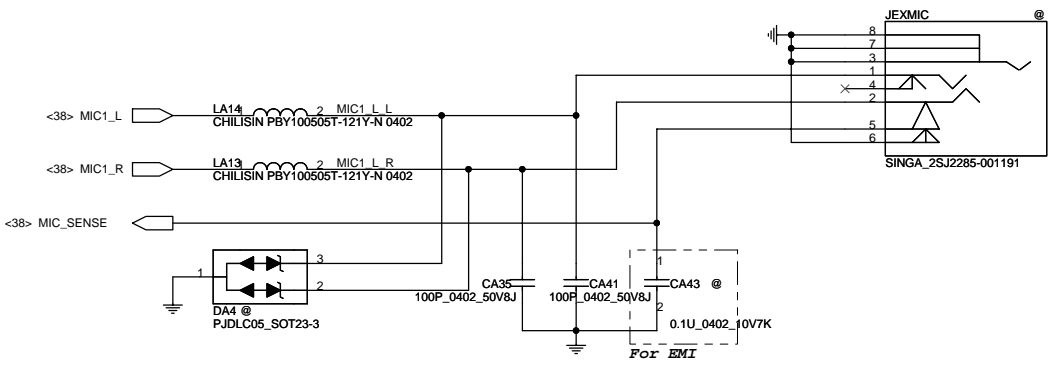 JEXMIC @
8
7
3
1
4
2
5
6
SINGA_2SJ2285-001191
<38> MIC1_L
LA14
1 2 MIC1_L_L
CHILISIN PBY100505T-121Y-N 0402
<38> MIC1_R
LA13
1 2 MIC1_L_R
CHILISIN PBY100505T-121Y-N 0402
<38> MIC_SENSE
1
3
2
DA4 @
PJDLC05_SOT23-3
CA35
100P_0402_50V8J
CA41
100P_0402_50V8J
1
CA43 @
2
0.1U_0402_10V7K
For EMI